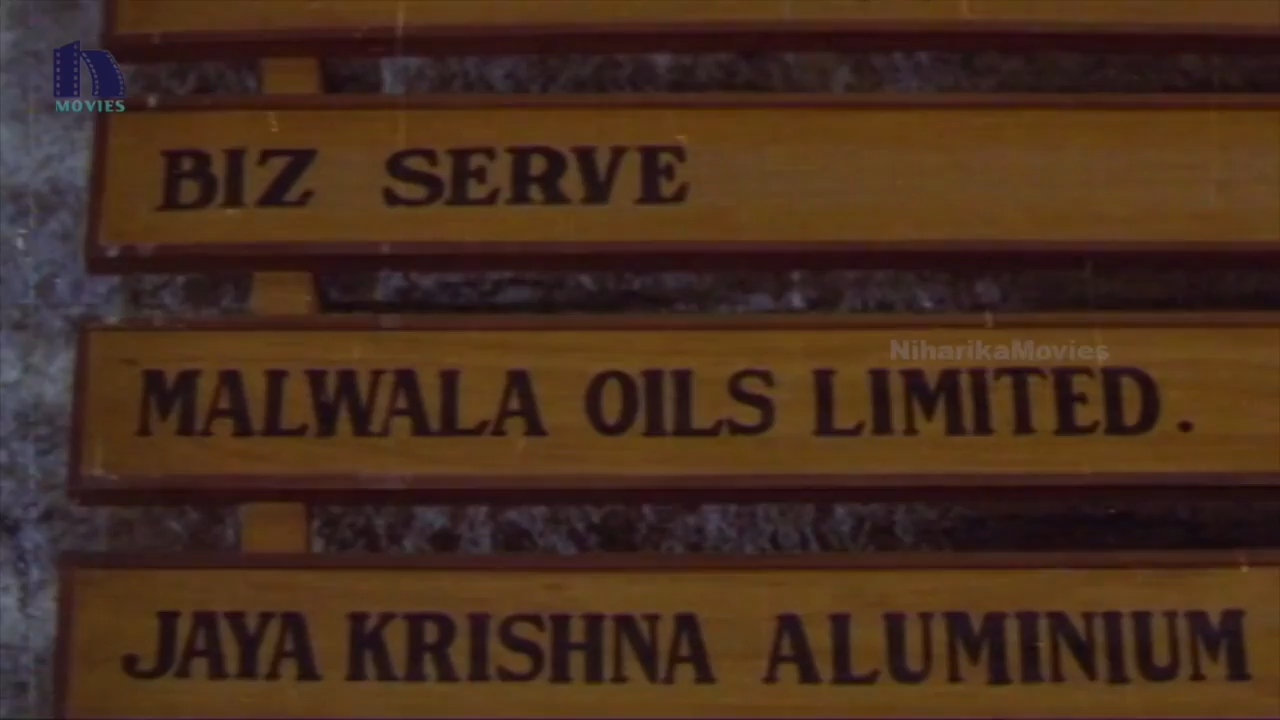 MOVIES
BIZ SERVE
NiharikaMovies
MALWALA OILS LIMITED.
JAYA KRISHNA ALUMINIUM